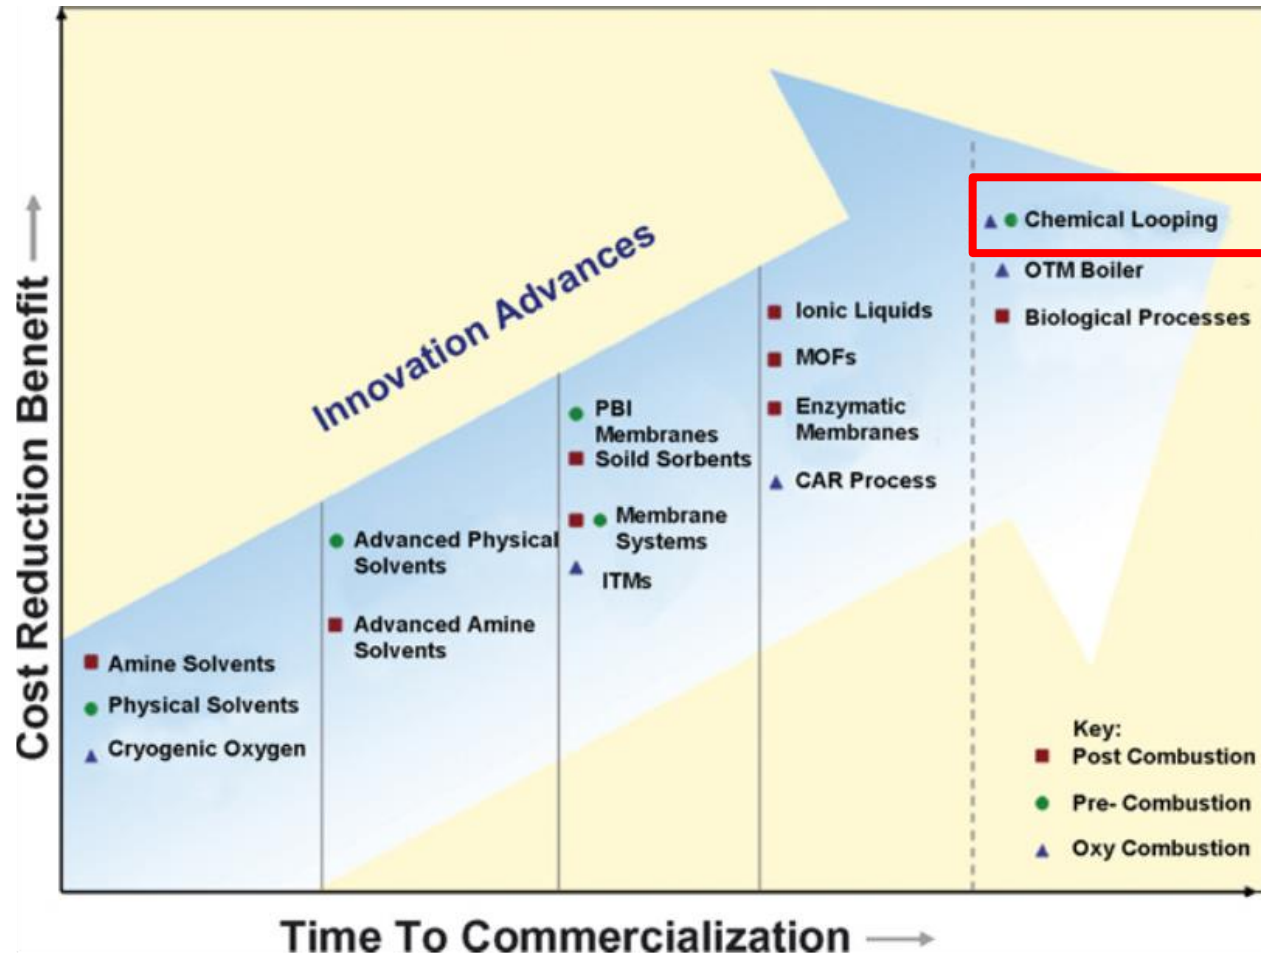 Cost Reduction Benefit
Innovation Advances
Amine Solvents
Physical Solvents
Cryogenic Oxygen
Advanced Physical
Solvents
Advanced Amine
Solvents
PBI
Membranes
Soild Sorbents
Membrane
Systems
ITMs
Ionic Liquids
MOFs
Enzymatic
Membranes
CAR Process
Chemical Looping
OTM Boiler
Biological Processes
Key:
Post Combustion
Pre- Combustion
Oxy Combustion
Time To Commercialization